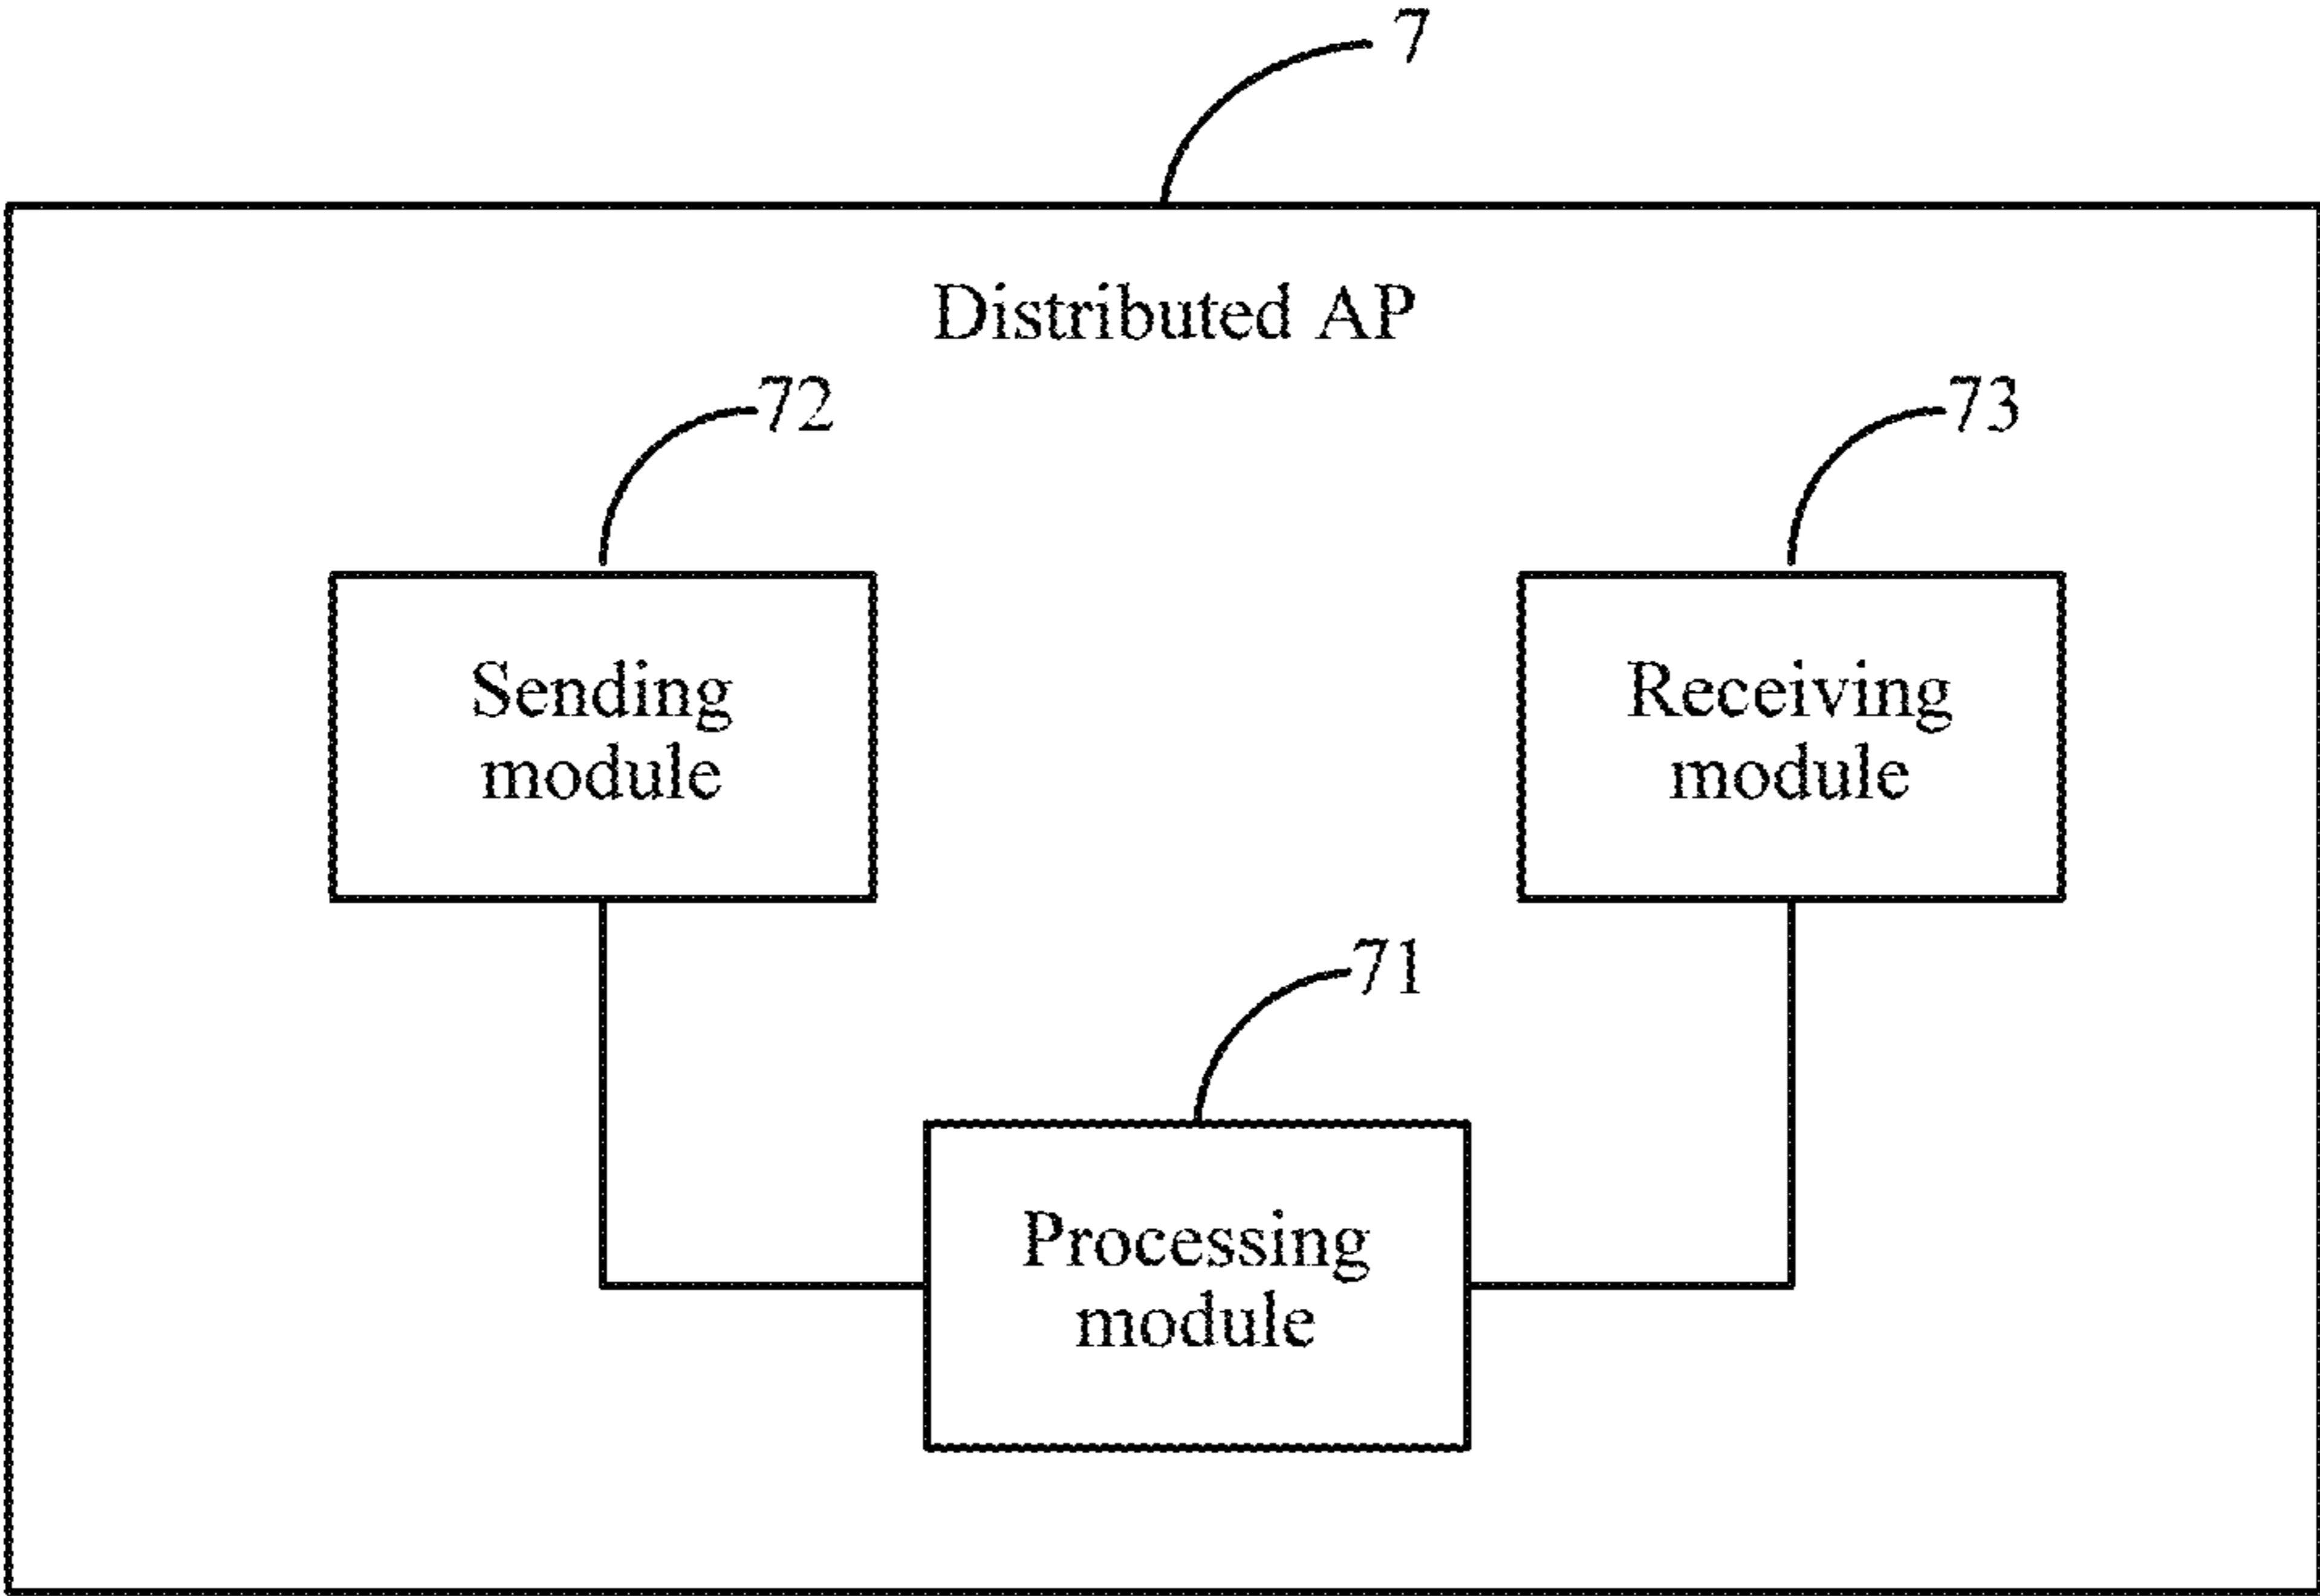 7
Distributed AP
72
73
Sending
module
Receiving
module
71
Processing
module